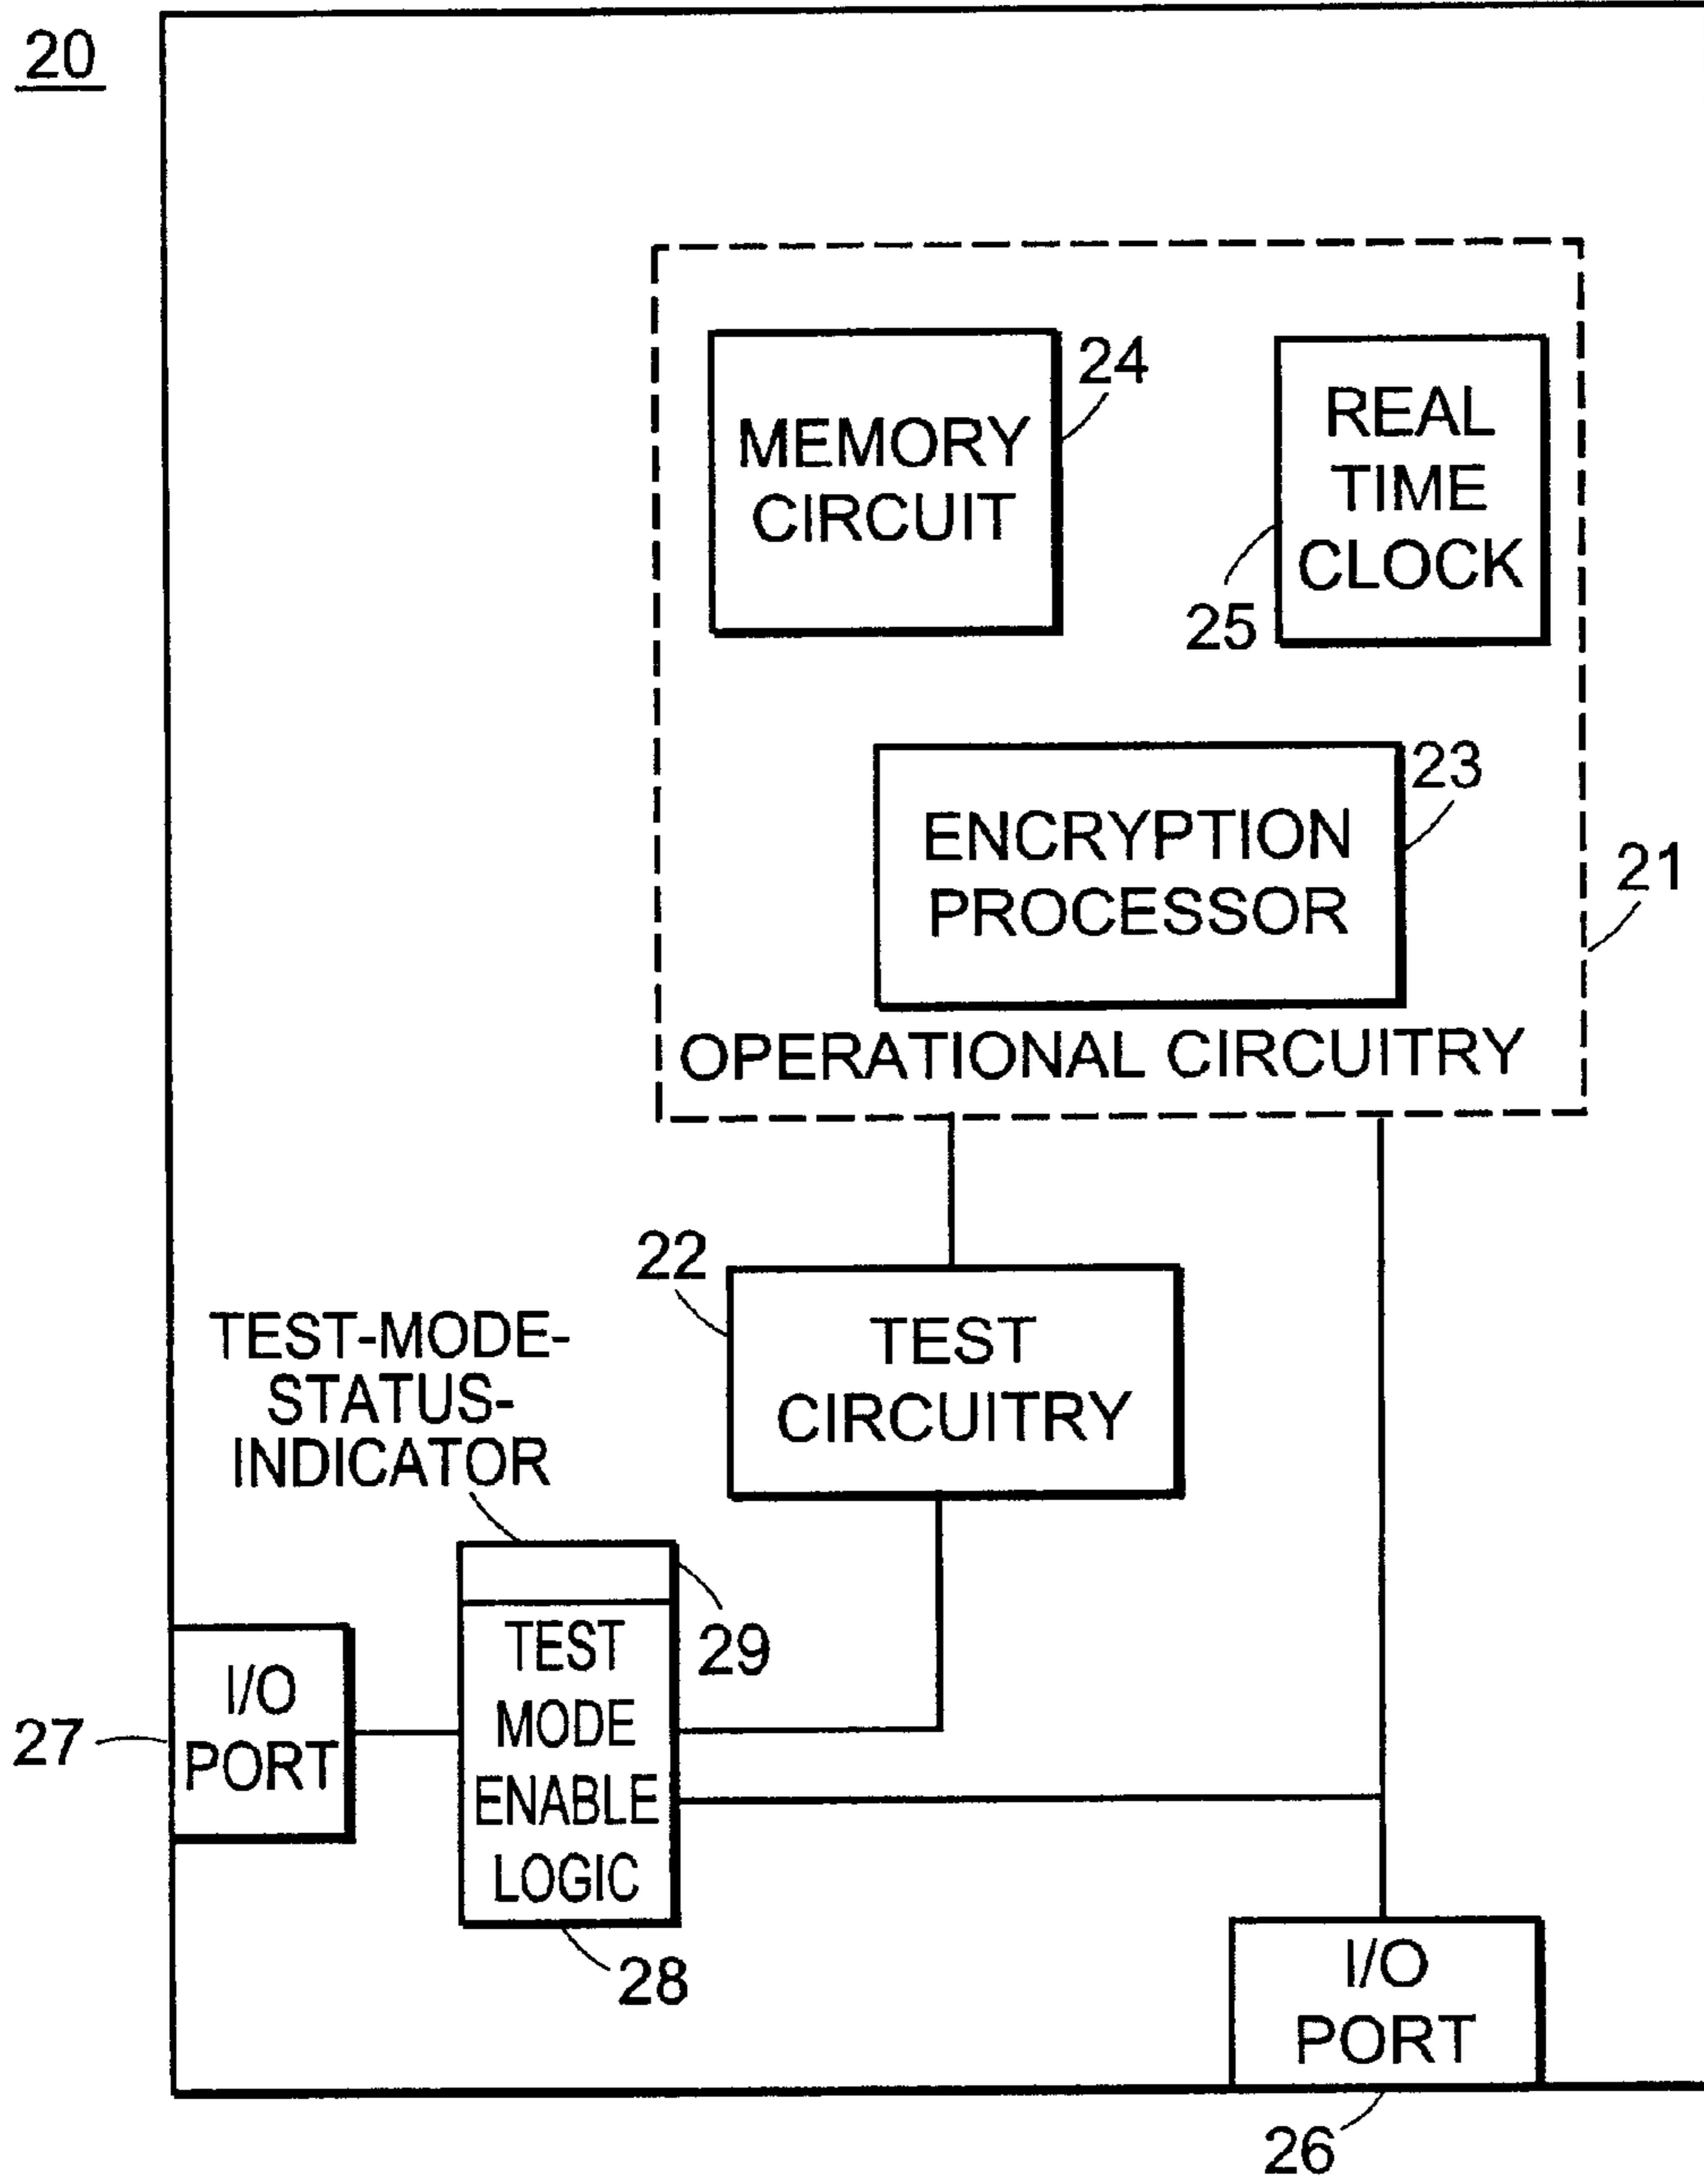 20
MEMORY
CIRCUIT
24
REAL
TIME
CLOCK
25
ENCRYPTION
PROCESSOR
23
21
OPERATIONAL CIRCUITRY
22
TEST
CIRCUITRY
TEST-MODE-
STATUS-
INDICATOR
29
I/O
PORT
27
TEST
MODE
ENABLE
LOGIC
28
I/O
PORT
26